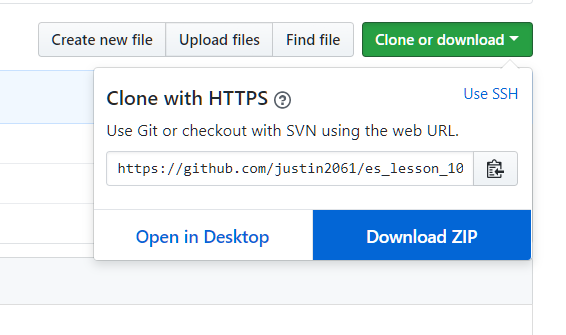 Create new file Upload files Find file Clone or download
Clone with HTTPS Use SSH
Use Git or checkout with SVN using the web URL.
https://github.com/justin2061/es_lesson_10
Open in Desktop Download ZIP